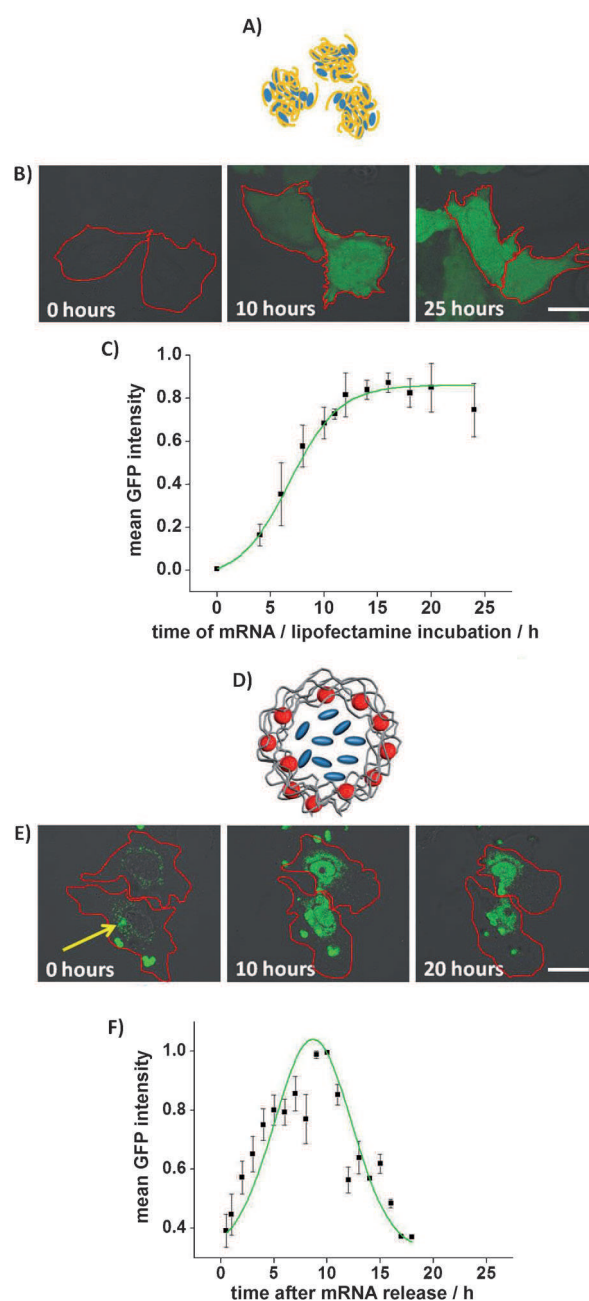 A)
B)
0 hours
10 hours
25 hours
C)
1.0
0.8
0.6
0.4
0.2
0.0
mean GFP intensity
0 5 10 15 20 25
time of mRNA / lipofectamine incubation / h
D)
E)
0 hours
10 hours
20 hours
F)
1.0
0.8
0.6
0.4
mean GFP intensity
0 5 10 15 20 25
time after mRNA release / h